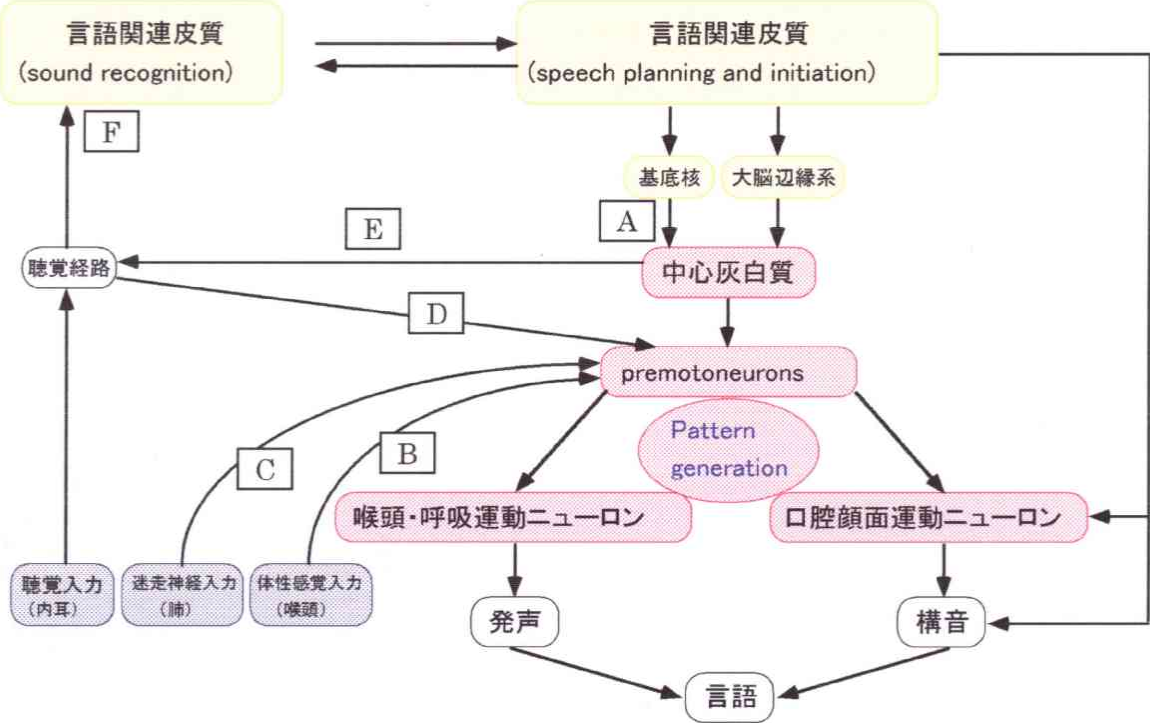 言語関連皮質
(sound recognition)
言語関連皮質
(speech planning and initiation)
F
基底核
大脳辺縁系
A
E
聴覚経路
中心灰白質
D
premotoneurons
Pattern
generation
B
C
喉頭・呼吸運動ニューロン
口腔顔面運動ニューロン
聴覚入力
(内耳)
迷走神経入力
(肺)
体性感覚入力
(喉頭)
発声
構音
言語